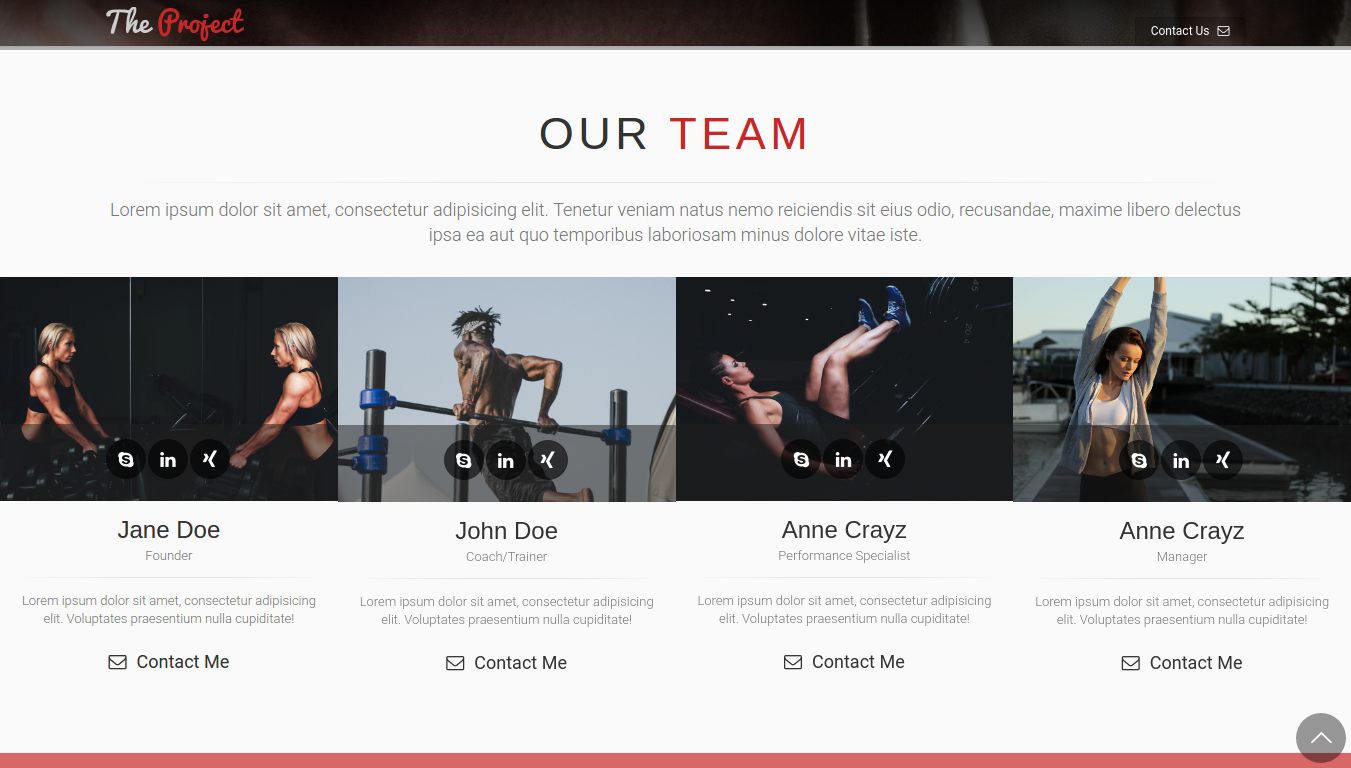 The Project
Contact Us
OUR TEAM
Lorem ipsum dolor sit amet, consectetur adipisicing elit. Tenetur veniam natus nemo reiciendis sit eius odio, recusandae, maxime libero delectus
ipsa ea aut quo temporibus laboriosam minus dolore vitae iste.
Jane Doe
Founder
Lorem ipsum dolor sit amet, consectetur adipisicing
elit. Voluptates praesentium nulla cupiditate!
Contact Me
John Doe
Coach/Trainer
Lorem ipsum dolor sit amet, consectetur adipisicing
elit. Voluptates praesentium nulla cupiditate!
Contact Me
Anne Crayz
Performance Specialist
Lorem ipsum dolor sit amet, consectetur adipisicing
elit. Voluptates praesentium nulla cupiditate!
Contact Me
Anne Crayz
Manager
Lorem ipsum dolor sit amet, consectetur adipisicing
elit. Voluptates praesentium nulla cupiditate!
Contact Me